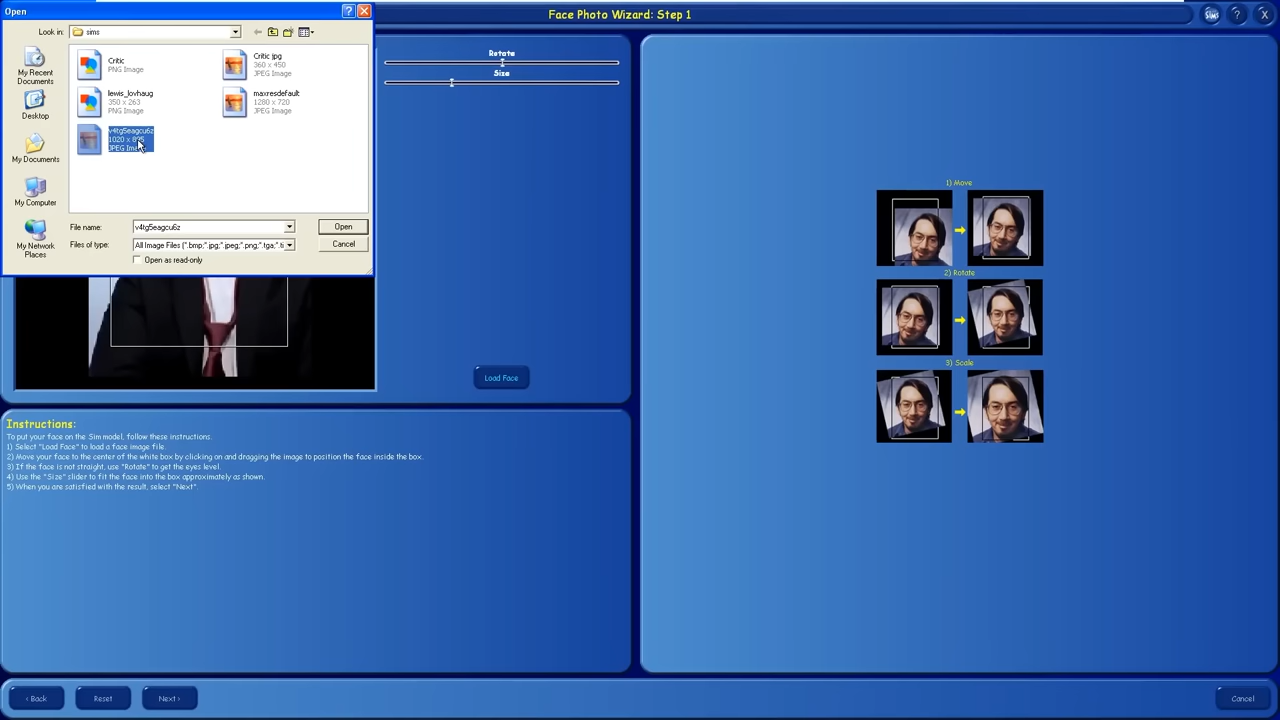 Open
Face Photo Wizard: Step 1
SIMS
?
X
Look in:
sims
My Recent
Documents
Desktop
My Documents
My Computer
My Network
Places
Critic
PNG Image
Critic jpg
360 x 450
JPEG Image
lewis_lovhaug
350 x 263
PNG Image
maxresdefault
1280 x 720
JPEG Image
v4tg5eagcu6z
JPEG
File name:
v4tg5eagcu6z
Open
Files of type:
All Image Files (*.bmp;*.jpg;*.jpeg;*.png;*.tga;*.ti
Cancel
Open as read-only
Rotate
Size
Load Face
1) Move
2) Rotate
3) Scale
Instructions:
To put your face on the Sim model, follow these instructions.
1) Select "Load Face" to load a face image file.
2) Move your face to the center of the white box by clicking on and dragging the image to position the face inside the box.
3) If the face is not straight, use "Rotate" to get the eyes level.
4) Use the "Size" slider to fit the face into the box approximately as shown.
5) When you are satisfied with the result, select "Next".
‹ Back
Reset
Next ›
Cancel